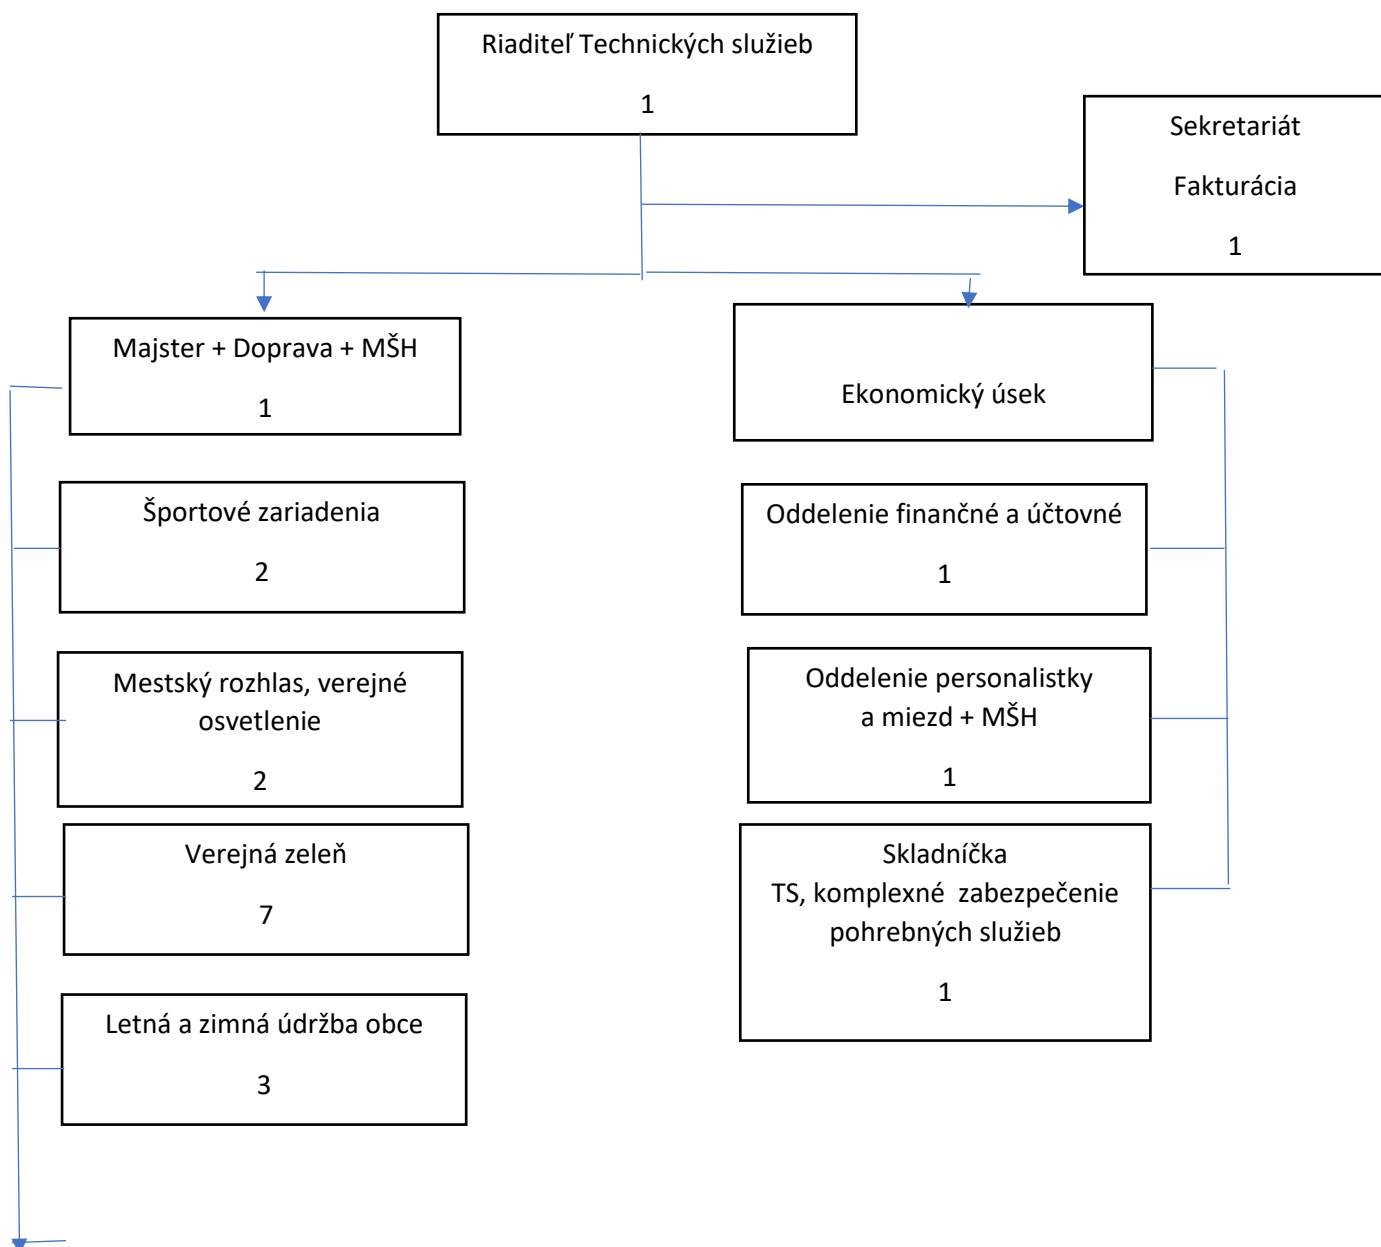 Riaditeľ Technických služieb
1
Sekretariát
Fakturácia
1
Majster + Doprava + MŠH
1
Športové zariadenia
2
Mestský rozhlas, verejné
osvetlenie
2
Verejná zeleň
7
Letná a zimná údržba obce
3
Ekonomický úsek
Oddelenie finančné a účtovné
1
Oddelenie personalistky
a miezd + MŠH
1
Skladníčka
TS, komplexné  zabezpečenie
pohrebných služieb
1